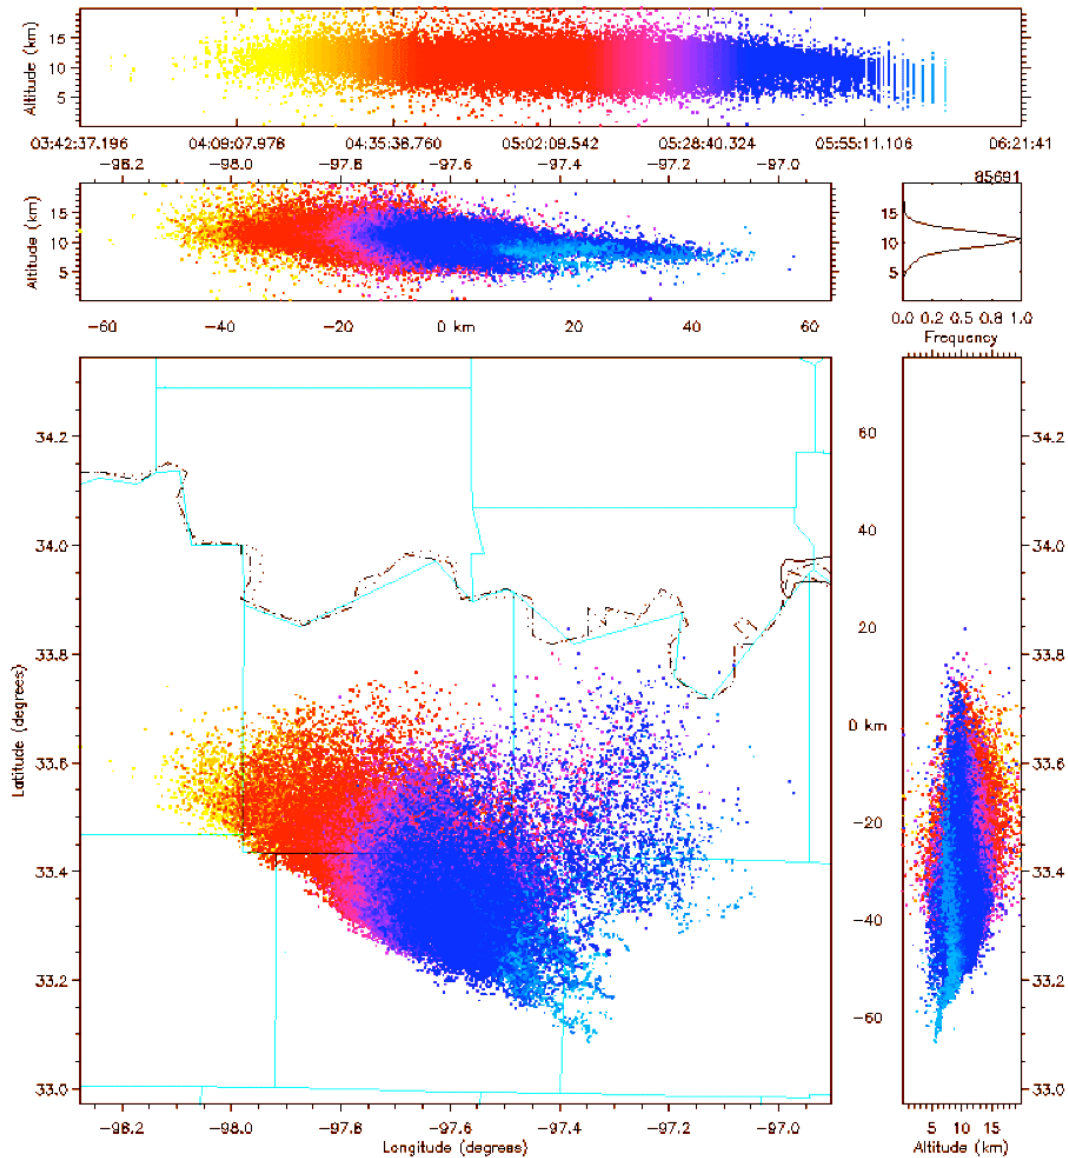 Altitude (km)
15
10
5
03:42:37.196 04:09:07.978 04:35:38.760 05:02:09.542 05:28:40.324 05:55:11.106 06:21:41
−98.2 −98.0 −97.8 −97.6 −97.4 −97.2 −97.0
85691
Altitude (km)
15
10
5
15
10
5
−60 −40 −20 0 km 20 40 60
0.0 0.2 0.5 0.8 1.0
Frequency
Latitude (degrees)
34.2
34.0
33.8
33.6
33.4
33.2
33.0
60
40
20
0 km
−20
−40
−60
34.2
34.0
33.8
33.6
33.4
33.2
33.0
−98.2 −98.0 −97.8 −97.6 −97.4 −97.2 −97.0
Longitude (degrees)
5 10 15
Altitude (km)